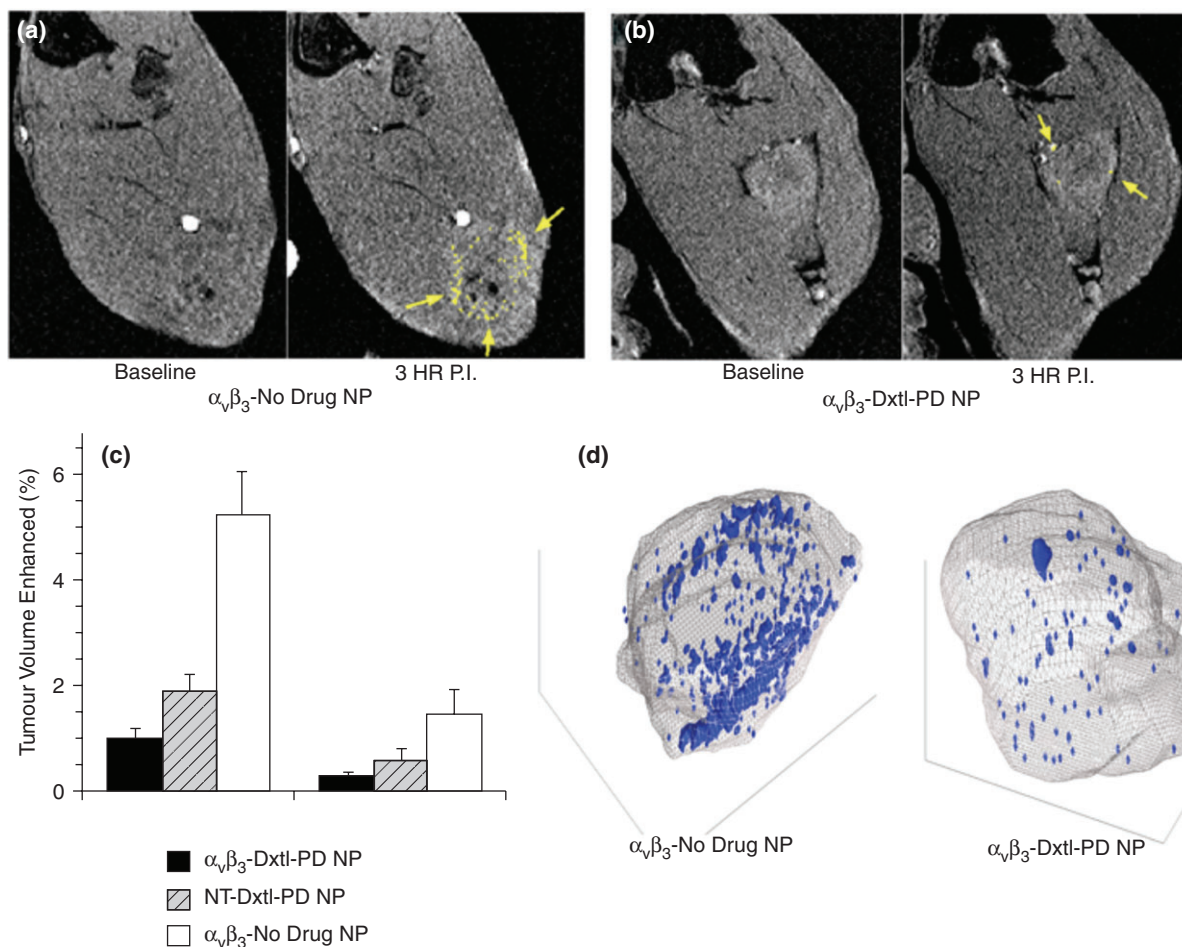 (a)
(b)
Baseline
3 HR P.I.
αvβ3-No Drug NP
Baseline
3 HR P.I.
αvβ3-Dxtl-PD NP
(c)
Tumour Volume Enhanced (%)
6
4
2
0
αvβ3-Dxtl-PD NP
NT-Dxtl-PD NP
αvβ3-No Drug NP
(d)
αvβ3-No Drug NP
αvβ3-Dxtl-PD NP